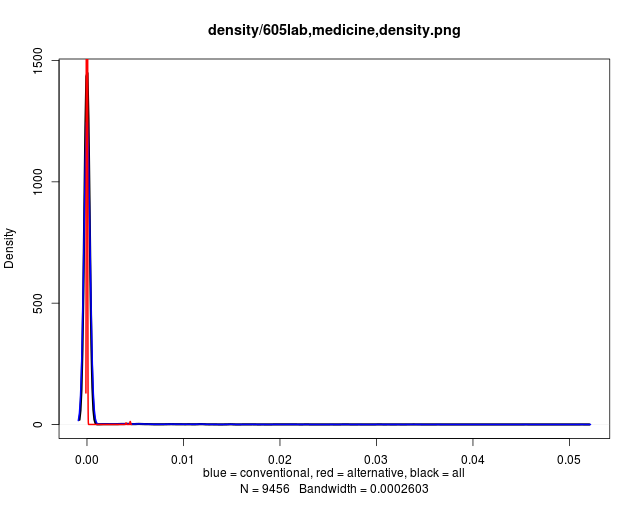 density/605lab,medicine,density.png
Density
1500
1000
500
0
0.00 0.01 0.02 0.03 0.04 0.05
blue = conventional, red = alternative, black = all
N = 9456 Bandwidth = 0.0002603